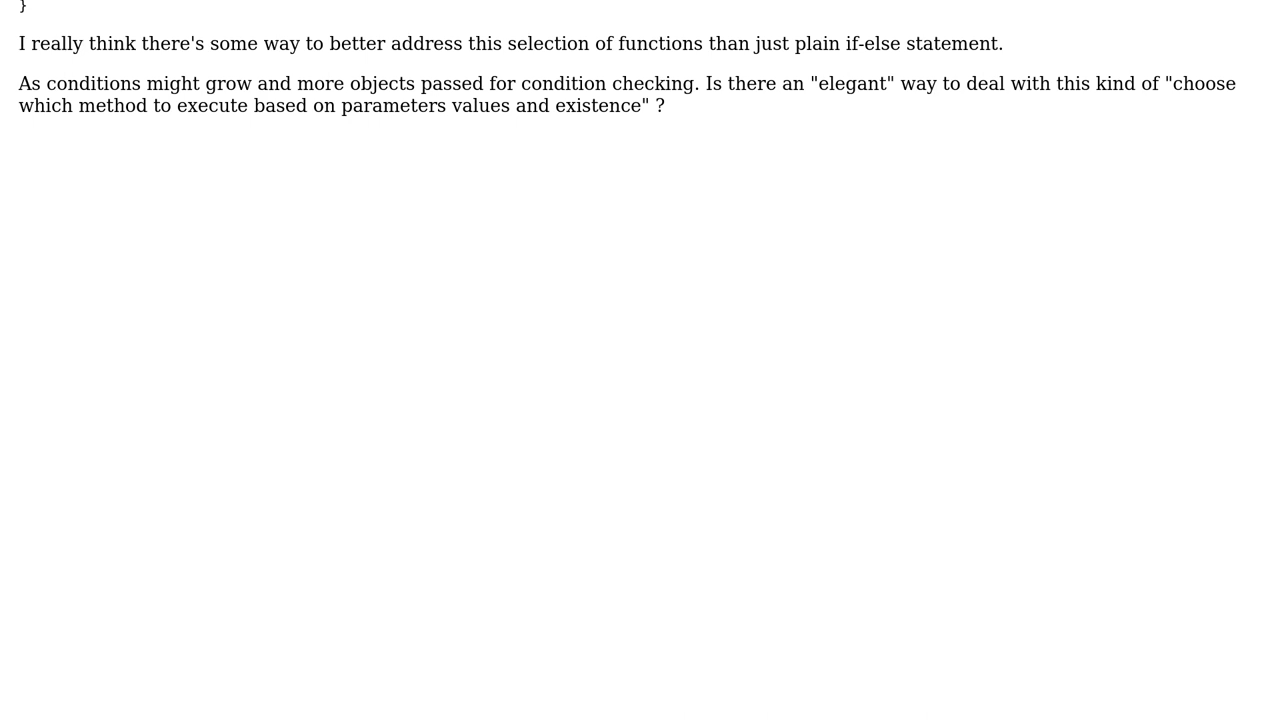 }
I really think there's some way to better address this selection of functions than just plain if-else statement.
As conditions might grow and more objects passed for condition checking. Is there an "elegant" way to deal with this kind of "choose
which method to execute based on parameters values and existence" ?